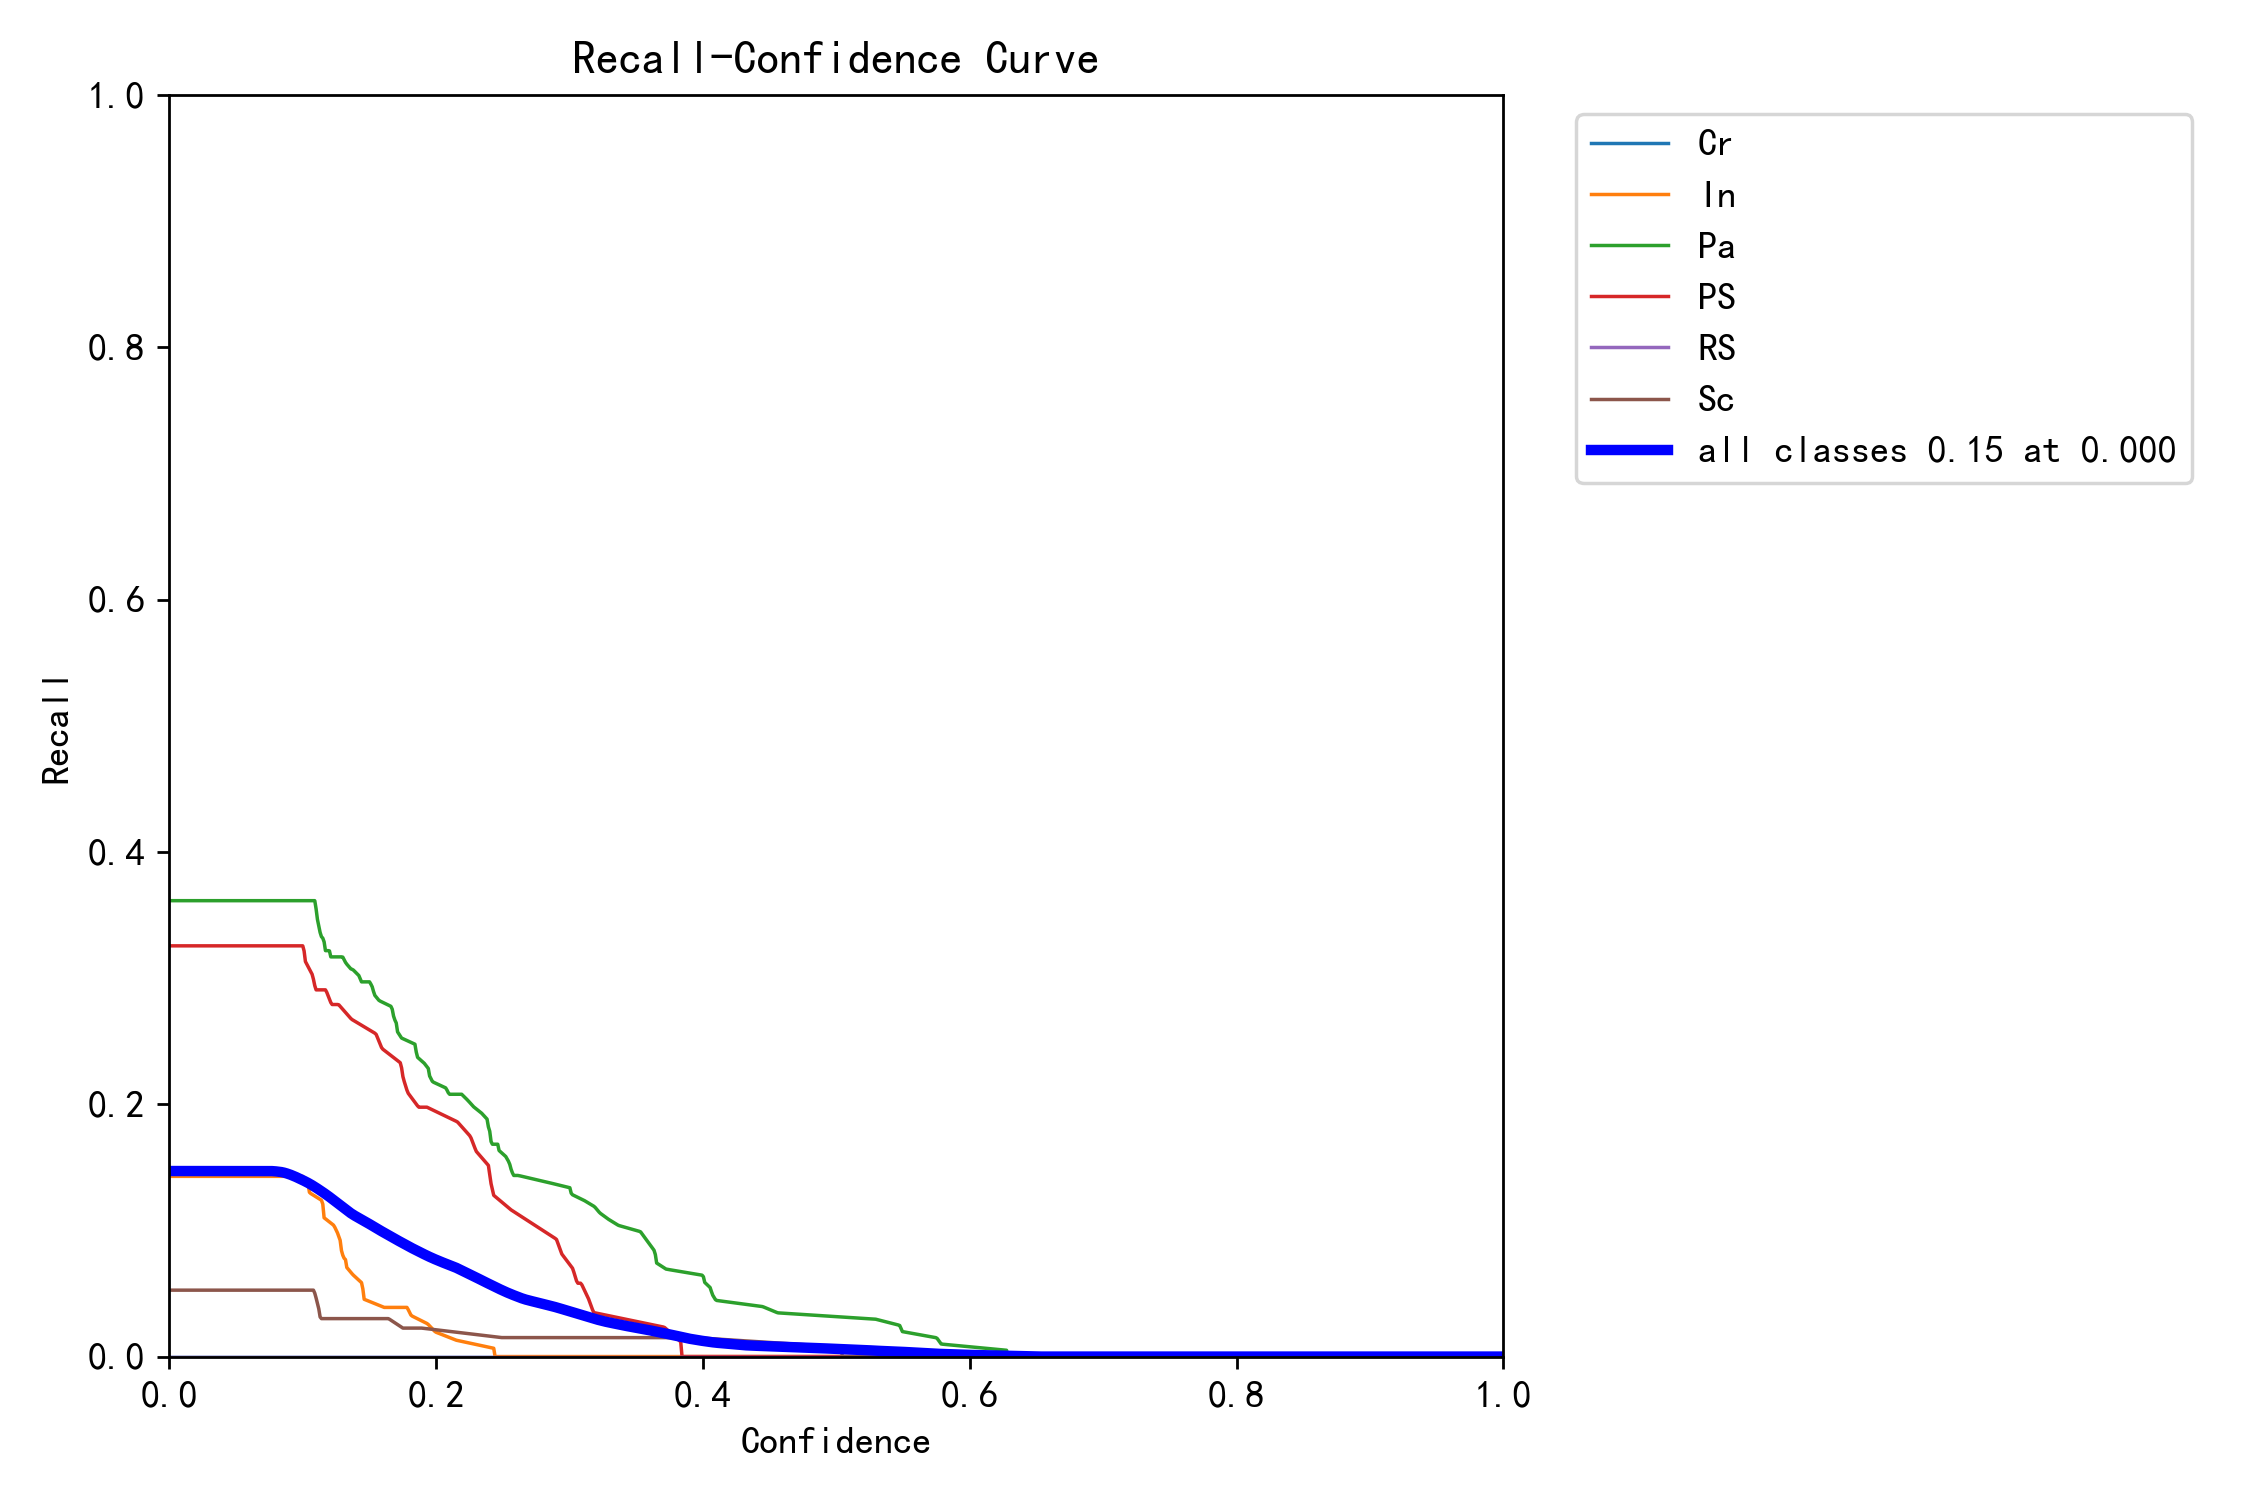 Recall-Confidence Curve
1.0
0.8
0.6
0.4
0.2
0.0
Recall
0.0 0.2 0.4 0.6 0.8 1.0
Confidence
Cr
In
Pa
PS
RS
Sc
all classes 0.15 at 0.000